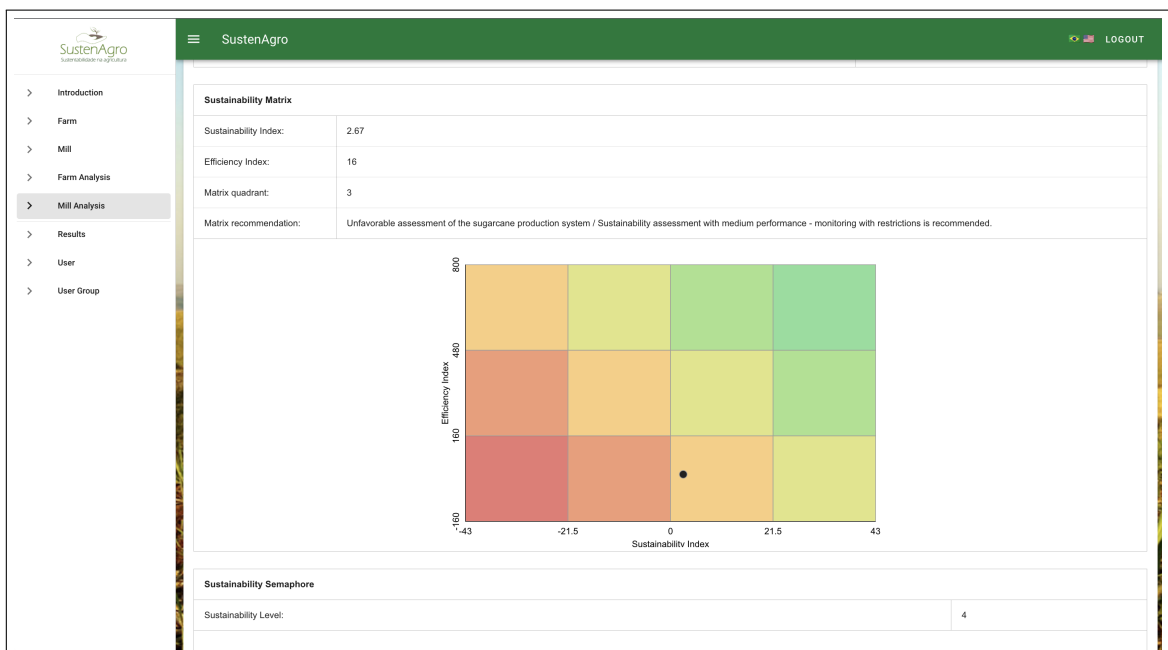 SustenAgro
Sustentabilidade na agricultura
SustenAgro
LOGOUT
Introduction
Farm
Mill
Farm Analysis
Mill Analysis
Results
User
User Group
Sustainability Matrix
Sustainability Index: 2.67
Efficiency Index: 16
Matrix quadrant: 3
Matrix recommendation: Unfavorable assessment of the sugarcane production system / Sustainability assessment with medium performance - monitoring with restrictions is recommended.
800
480
160
-160
Efficiency Index
-43 -21.5 0 21.5 43
Sustainability Index
Sustainability Semaphore
Sustainability Level: 4